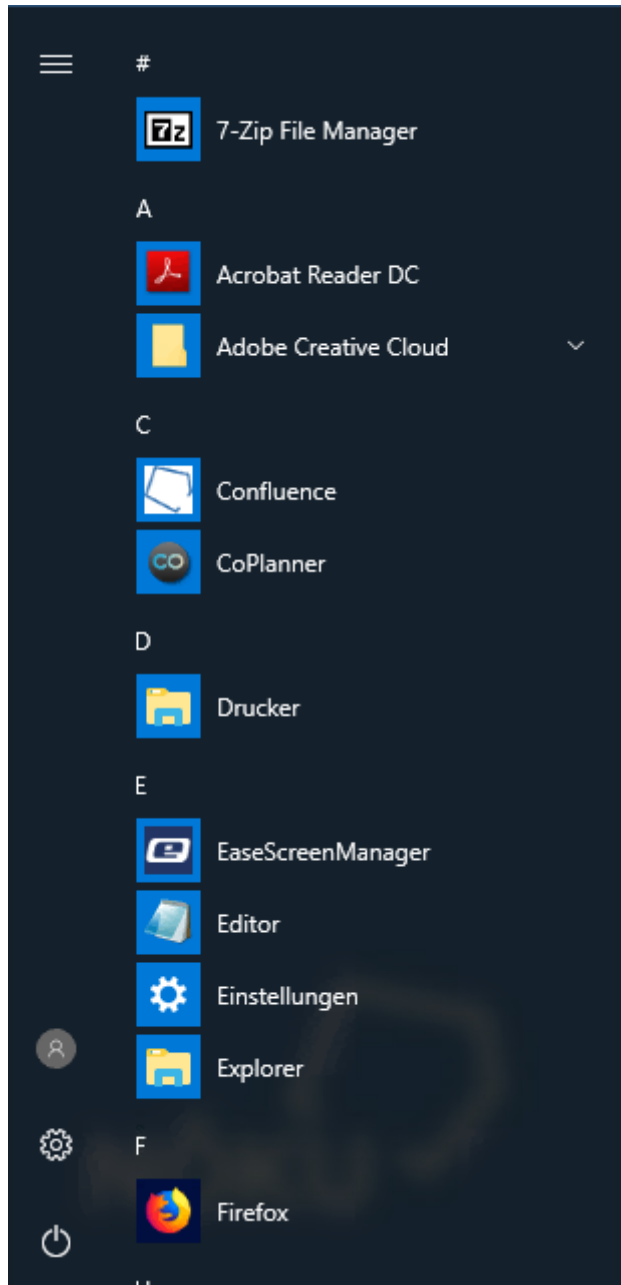 #
7-Zip File Manager
A
Acrobat Reader DC
Adobe Creative Cloud
C
Confluence
CoPlanner
D
Drucker
E
EaseScreenManager
Editor
Einstellungen
Explorer
F
Firefox